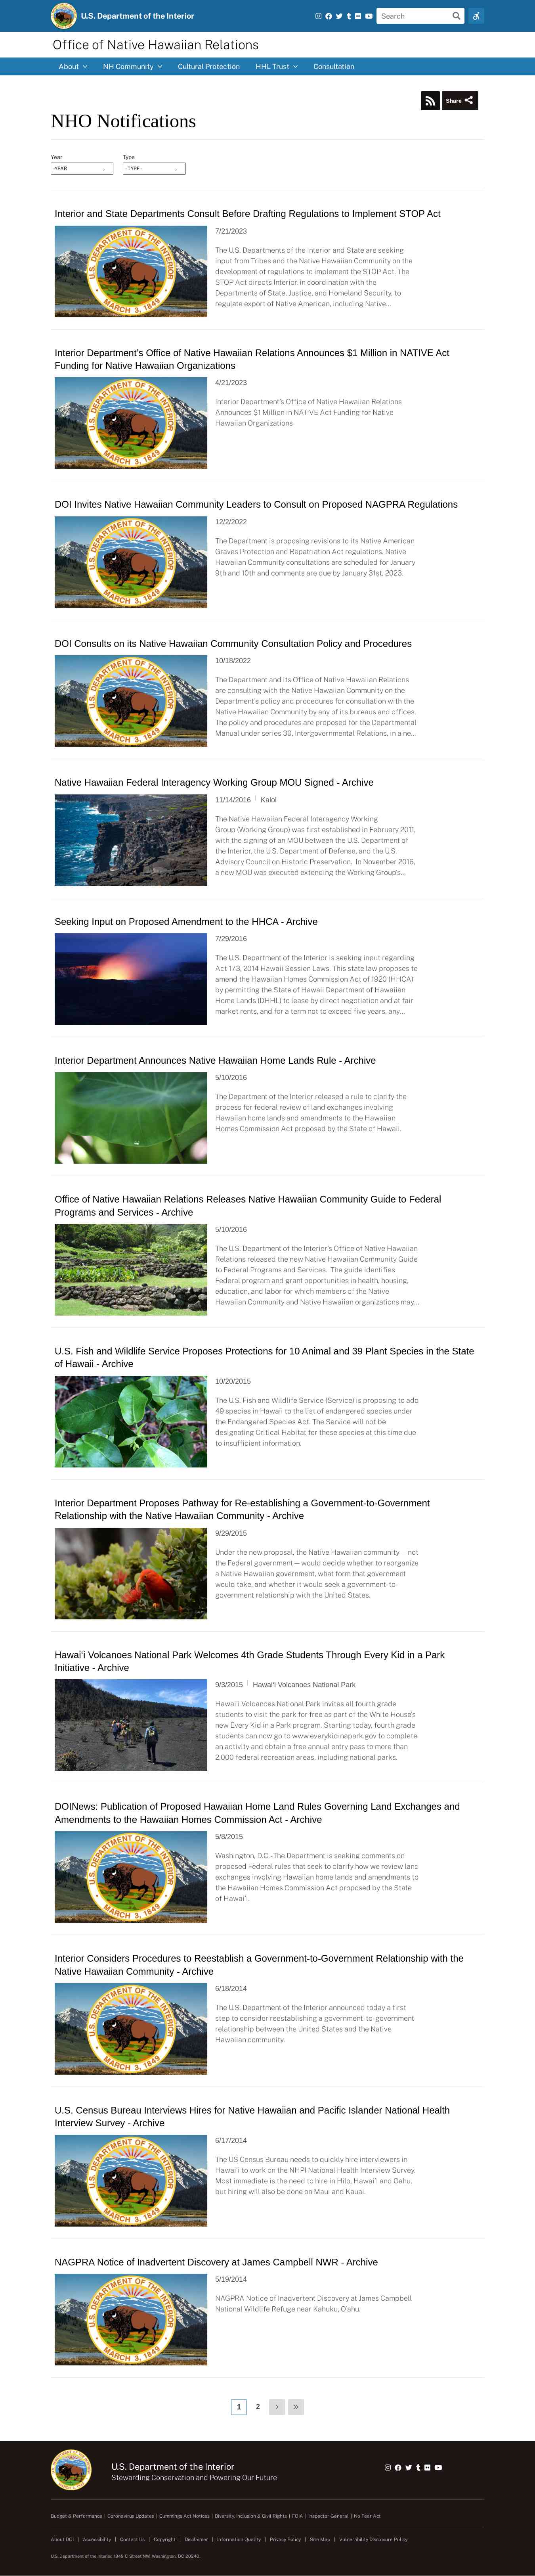 U.S. Department of the Interior
Search
Office of Native Hawaiian Relations
About
NH Community
Cultural Protection
HHL Trust
Consultation
Share
NHO Notifications
Year
Type
-YEAR
- TYPE -
Interior and State Departments Consult Before Drafting Regulations to Implement STOP Act
7/21/2023
The U.S. Departments of the Interior and State are seeking
input from Tribes and the Native Hawaiian Community on the
development of regulations to implement the STOP Act. The
STOP Act directs Interior, in coordination with the
Departments of State, Justice, and Homeland Security, to
regulate export of Native American, including Native...
Interior Department's Office of Native Hawaiian Relations Announces $1 Million in NATIVE Act
Funding for Native Hawaiian Organizations
4/21/2023
Interior Department's Office of Native Hawaiian Relations
Announces $1 Million in NATIVE Act Funding for Native
Hawaiian Organizations
DOI Invites Native Hawaiian Community Leaders to Consult on Proposed NAGPRA Regulations
12/2/2022
The Department is proposing revisions to its Native American
Graves Protection and Repatriation Act regulations. Native
Hawaiian Community consultations are scheduled for January
9th and 10th and comments are due by January 31st, 2023.
DOI Consults on its Native Hawaiian Community Consultation Policy and Procedures
10/18/2022
The Department and its Office of Native Hawaiian Relations
are consulting with the Native Hawaiian Community on the
Department's policy and procedures for consultation with the
Native Hawaiian Community by any of its bureaus and offices.
The policy and procedures are proposed for the Departmental
Manual under series 30, Intergovernmental Relations, in a ne...
Native Hawaiian Federal Interagency Working Group MOU Signed - Archive
11/14/2016 | Kaloi
The Native Hawaiian Federal Interagency Working
Group (Working Group) was first established in February 2011,
with the signing of an MOU between the U.S. Department of
the Interior, the U.S. Department of Defense, and the U.S.
Advisory Council on Historic Preservation.  In November 2016,
a new MOU was executed extending the Working Group's...
Seeking Input on Proposed Amendment to the HHCA - Archive
7/29/2016
The U.S. Department of the Interior is seeking input regarding
Act 173, 2014 Hawaii Session Laws. This state law proposes to
amend the Hawaiian Homes Commission Act of 1920 (HHCA)
by permitting the State of Hawaii Department of Hawaiian
Home Lands (DHHL) to lease by direct negotiation and at fair
market rents, and for a term not to exceed five years, any...
Interior Department Announces Native Hawaiian Home Lands Rule - Archive
5/10/2016
The Department of the Interior released a rule to clarify the
process for federal review of land exchanges involving
Hawaiian home lands and amendments to the Hawaiian
Homes Commission Act proposed by the State of Hawaii.
Office of Native Hawaiian Relations Releases Native Hawaiian Community Guide to Federal
Programs and Services - Archive
5/10/2016
The U.S. Department of the Interior's Office of Native Hawaiian
Relations released the new Native Hawaiian Community Guide
to Federal Programs and Services.  The guide identifies
Federal program and grant opportunities in health, housing,
education, and labor for which members of the Native
Hawaiian Community and Native Hawaiian organizations may...
U.S. Fish and Wildlife Service Proposes Protections for 10 Animal and 39 Plant Species in the State
of Hawaii - Archive
10/20/2015
The U.S. Fish and Wildlife Service (Service) is proposing to add
49 species in Hawaii to the list of endangered species under
the Endangered Species Act. The Service will not be
designating Critical Habitat for these species at this time due
to insufficient information.
Interior Department Proposes Pathway for Re-establishing a Government-to-Government
Relationship with the Native Hawaiian Community - Archive
9/29/2015
Under the new proposal, the Native Hawaiian community — not
the Federal government — would decide whether to reorganize
a Native Hawaiian government, what form that government
would take, and whether it would seek a government-to-
government relationship with the United States.
Hawai'i Volcanoes National Park Welcomes 4th Grade Students Through Every Kid in a Park
Initiative - Archive
9/3/2015 | Hawai'i Volcanoes National Park
Hawai'i Volcanoes National Park invites all fourth grade
students to visit the park for free as part of the White House's
new Every Kid in a Park program. Starting today, fourth grade
students can now go to www.everykidinapark.gov to complete
an activity and obtain a free annual entry pass to more than
2,000 federal recreation areas, including national parks.
DOINews: Publication of Proposed Hawaiian Home Land Rules Governing Land Exchanges and
Amendments to the Hawaiian Homes Commission Act - Archive
5/8/2015
Washington, D.C. - The Department is seeking comments on
proposed Federal rules that seek to clarify how we review land
exchanges involving Hawaiian home lands and amendments to
the Hawaiian Homes Commission Act proposed by the State
of Hawai'i.
Interior Considers Procedures to Reestablish a Government-to-Government Relationship with the
Native Hawaiian Community - Archive
6/18/2014
The U.S. Department of the Interior announced today a first
step to consider reestablishing a government-to-government
relationship between the United States and the Native
Hawaiian community.
U.S. Census Bureau Interviews Hires for Native Hawaiian and Pacific Islander National Health
Interview Survey - Archive
6/17/2014
The US Census Bureau needs to quickly hire interviewers in
Hawai'i to work on the NHPI National Health Interview Survey.
Most immediate is the need to hire in Hilo, Hawai'i and Oahu,
but hiring will also be done on Maui and Kauai.
NAGPRA Notice of Inadvertent Discovery at James Campbell NWR - Archive
5/19/2014
NAGPRA Notice of Inadvertent Discovery at James Campbell
National Wildlife Refuge near Kahuku, O'ahu.
1
2
›
»
U.S. Department of the Interior
Stewarding Conservation and Powering Our Future
Budget & Performance | Coronavirus Updates | Cummings Act Notices | Diversity, Inclusion & Civil Rights | FOIA | Inspector General | No Fear Act
About DOI | Accessibility | Contact Us | Copyright | Disclaimer | Information Quality | Privacy Policy | Site Map | Vulnerability Disclosure Policy
U.S. Department of the Interior, 1849 C Street NW, Washington, DC 20240.